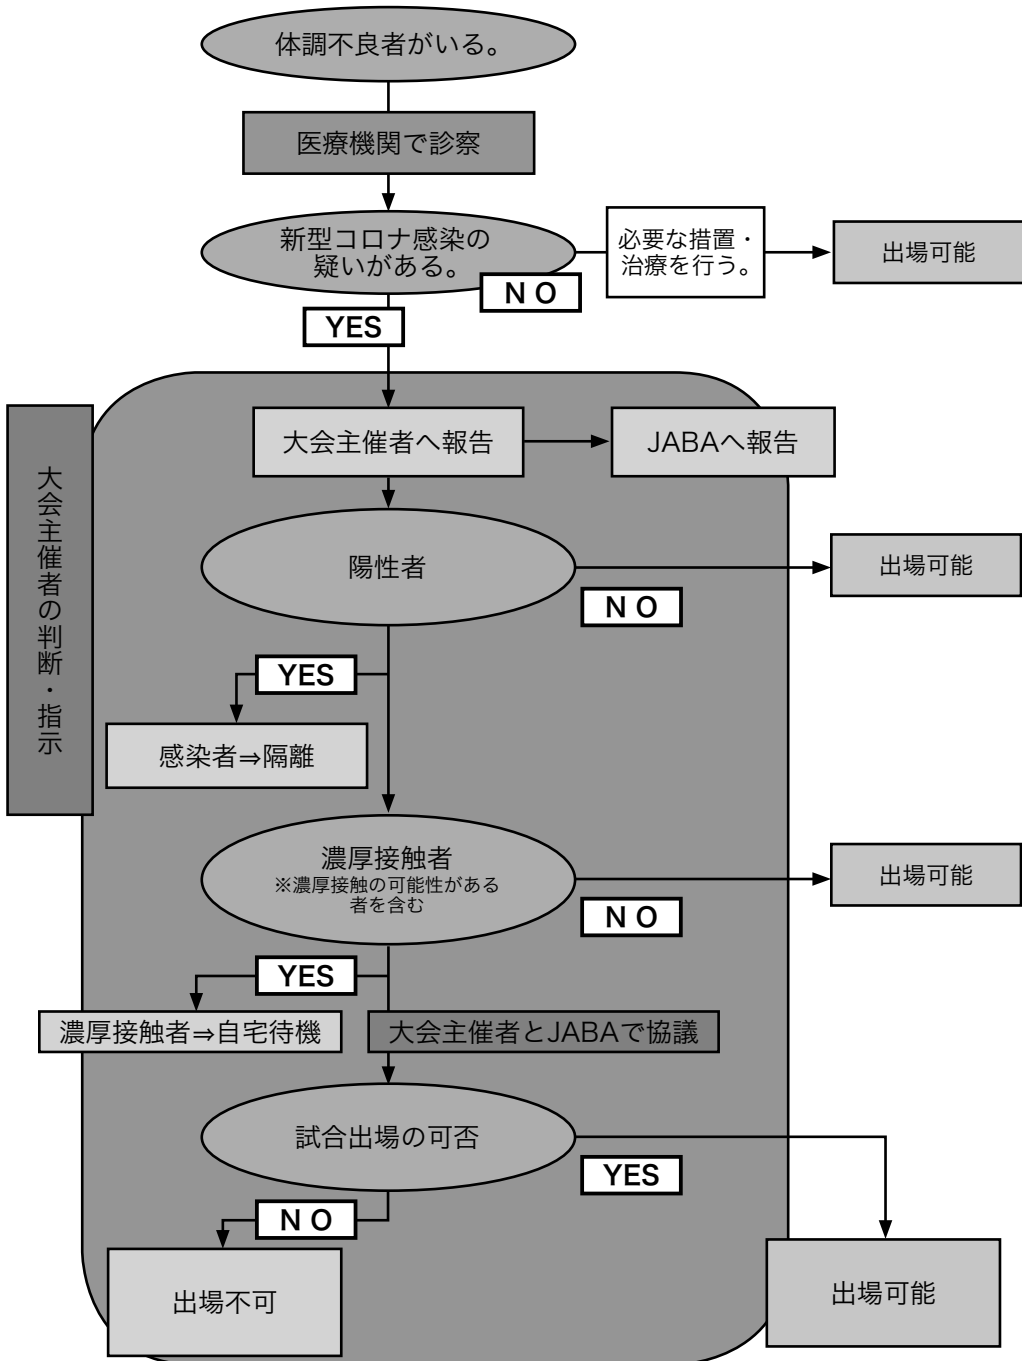 体調不良者がいる。
医療機関で診察
新型コロナ感染の
疑いがある。
NO
必要な措置・
治療を行う。
出場可能
YES
大会主催者の判断・指示
大会主催者へ報告
JABAへ報告
陽性者
NO
出場可能
YES
感染者⇒隔離
濃厚接触者
※濃厚接触の可能性がある
者を含む
NO
出場可能
YES
濃厚接触者⇒自宅待機
大会主催者とJABAで協議
試合出場の可否
YES
NO
出場不可
出場可能